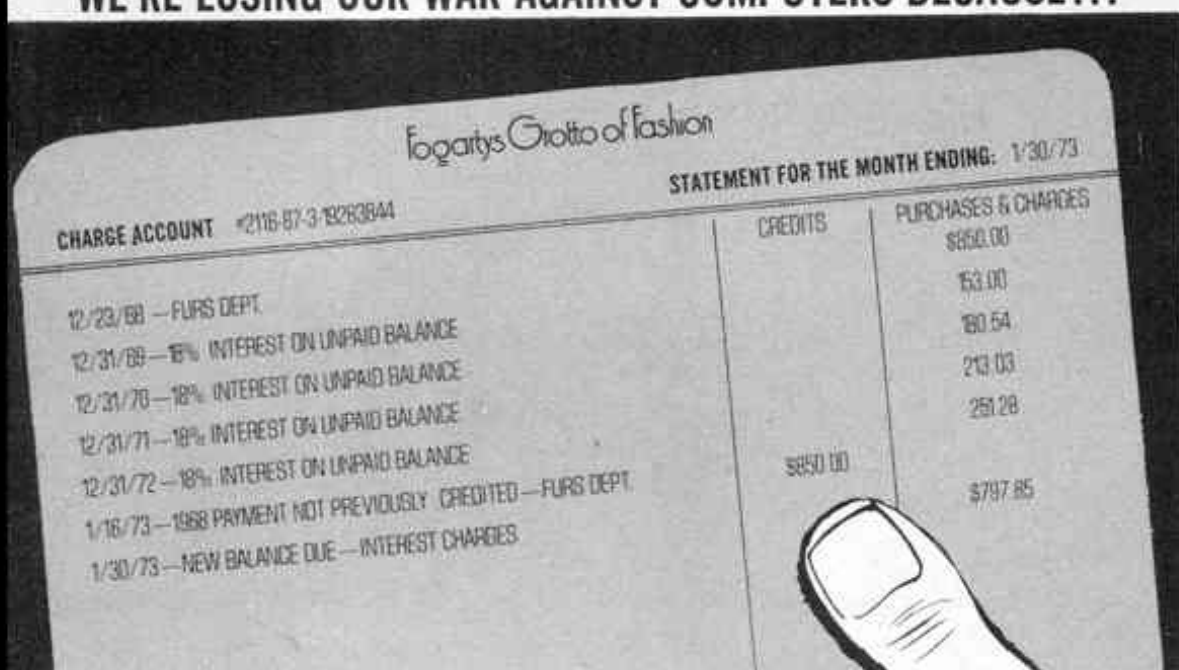 WE'RE LOSING OUR WAR AGAINST COMPUTERS BECAUSE...
Fogartys Grotto of Fashion
STATEMENT FOR THE MONTH ENDING: 1/30/73
CHARGE ACCOUNT #2116-87-3-19283844
CREDITS PURCHASES & CHARGES
12/23/68 — FURS DEPT. $850.00
12/31/69 — 18% INTEREST ON UNPAID BALANCE 153.00
12/31/70 — 18% INTEREST ON UNPAID BALANCE 180.54
12/31/71 — 18% INTEREST ON UNPAID BALANCE 213.03
12/31/72 — 18% INTEREST ON UNPAID BALANCE 251.28
1/16/73 — 1968 PAYMENT NOT PREVIOUSLY CREDITED — FURS DEPT. $850.00
1/30/73 — NEW BALANCE DUE — INTEREST CHARGES $797.85